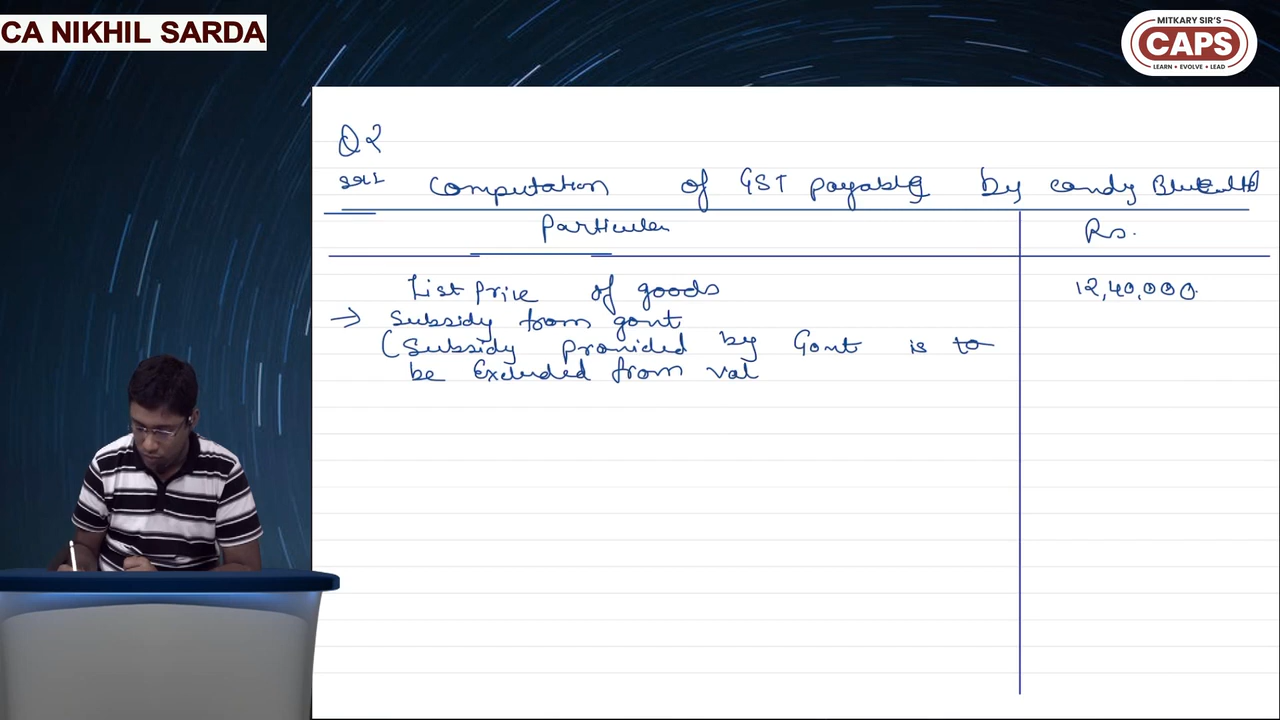 CA NIKHIL SARDA
MITKARY SIR'S
CAPS
LEARN • EVOLVE • LEAD
Q2
Computation of GST payable by candy
Particular
Rs.
List price of goods 12,40,000
→ Subsidy from govt
(Subsidy provided by Govt is to
be Excluded from val